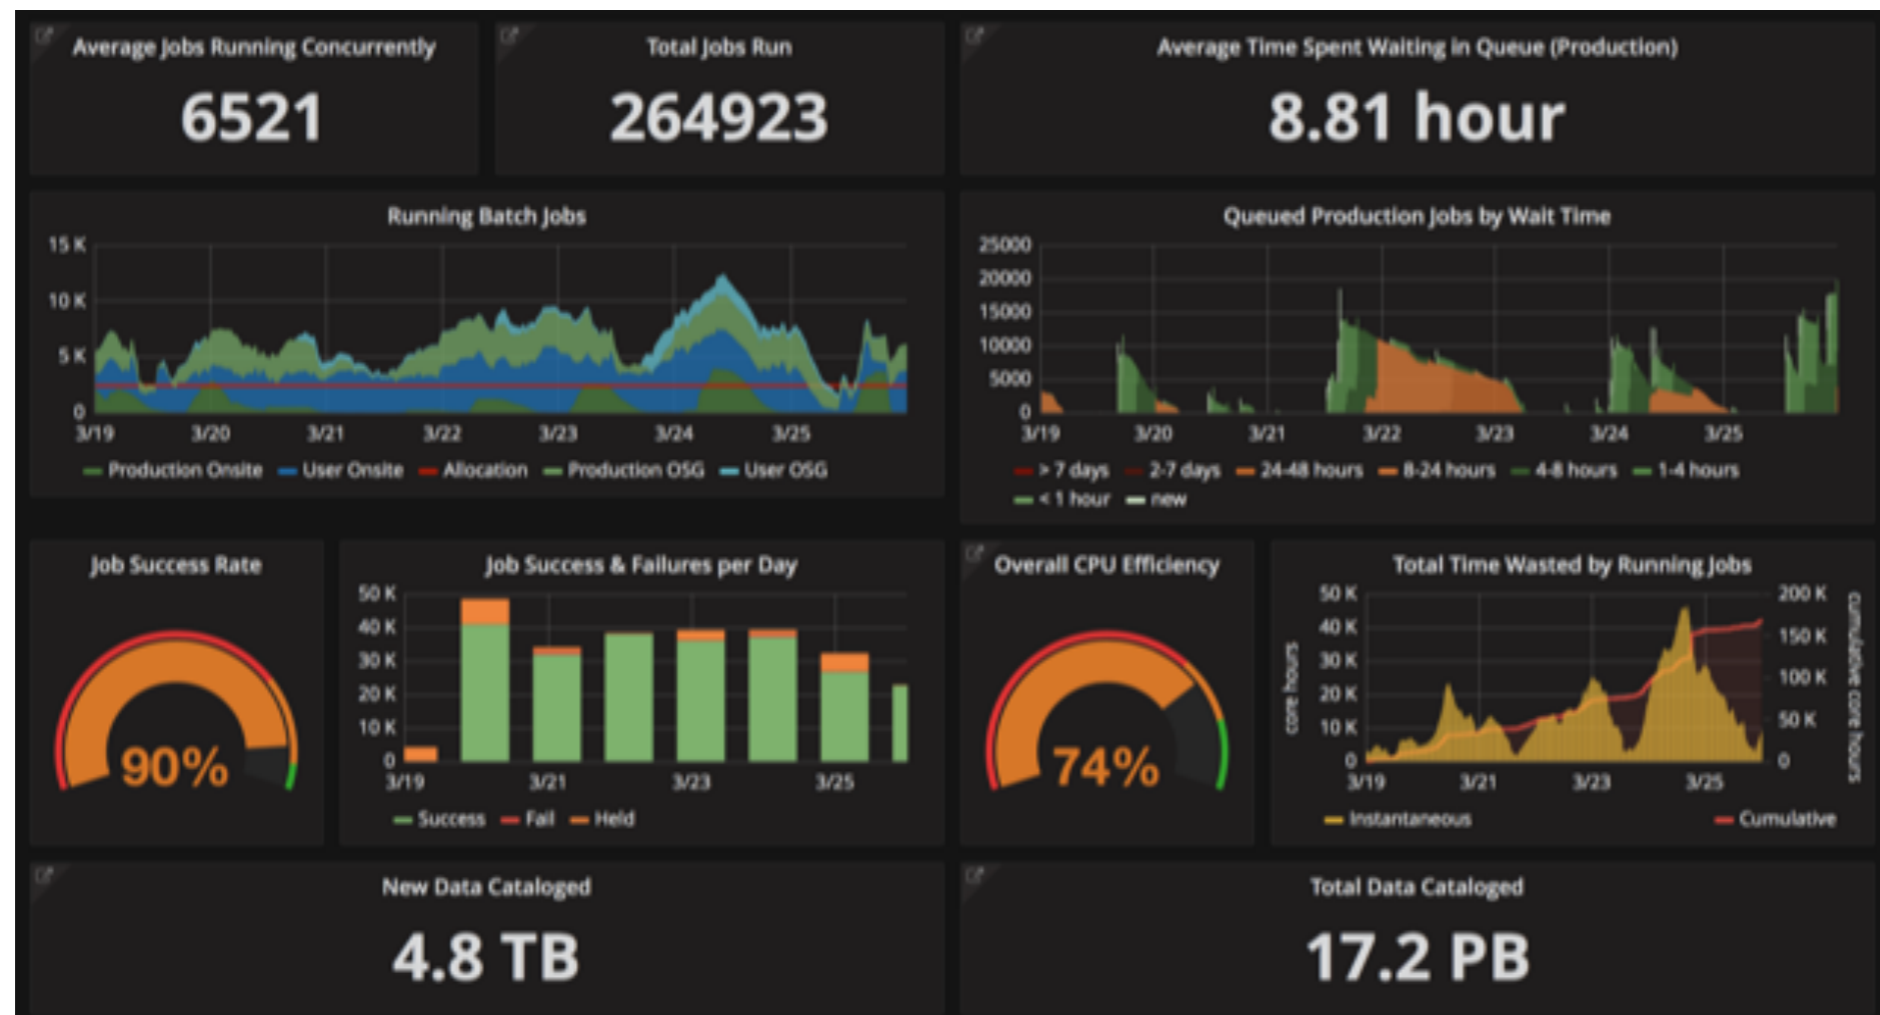 Average Jobs Running Concurrently
6521
Total Jobs Run
264923
Average Time Spent Waiting in Queue (Production)
8.81 hour
Running Batch Jobs
15 K
10 K
5 K
0
3/19 3/20 3/21 3/22 3/23 3/24 3/25
Production Onsite User Onsite Allocation Production OSG User OSG
Queued Production Jobs by Wait Time
25000
20000
15000
10000
5000
0
3/19 3/20 3/21 3/22 3/23 3/24 3/25
> 7 days 2-7 days 24-48 hours 8-24 hours 4-8 hours 1-4 hours
< 1 hour new
Job Success Rate
90%
Job Success & Failures per Day
50 K
40 K
30 K
20 K
10 K
0
3/19 3/21 3/23 3/25
Success Fail Held
Overall CPU Efficiency
74%
Total Time Wasted by Running Jobs
core hours
50 K
40 K
30 K
20 K
10 K
0
200 K
150 K
100 K
50 K
0
cumulative core hours
3/19 3/21 3/23 3/25
Instantaneous Cumulative
New Data Cataloged
4.8 TB
Total Data Cataloged
17.2 PB